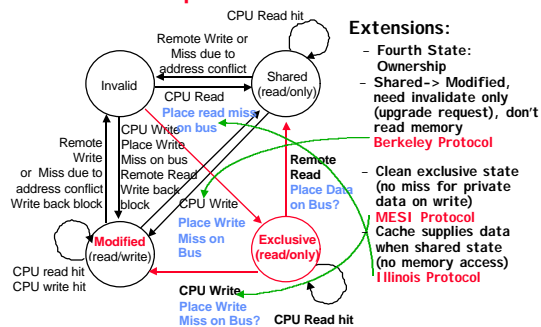 CPU Read hit
Remote Write or
Miss due to
address conflict
Invalid
Shared
(read/only)
CPU Read
Place read miss
on bus
CPU Write
Place Write
Miss on bus
Remote
Write
or Miss due to
address conflict
Write back block
Remote Read
Write back
block
CPU Write
Place Write
Miss on
Bus
Remote
Read
Place Data
on Bus?
Modified
(read/write)
Exclusive
(read/only)
CPU read hit
CPU write hit
CPU Write
Place Write
Miss on Bus?
CPU Read hit
Extensions:
– Fourth State:
Ownership
– Shared-> Modified,
need invalidate only
(upgrade request), don't
read memory
Berkeley Protocol
– Clean exclusive state
(no miss for private
data on write)
MESI Protocol
– Cache supplies data
when shared state
(no memory access)
Illinois Protocol